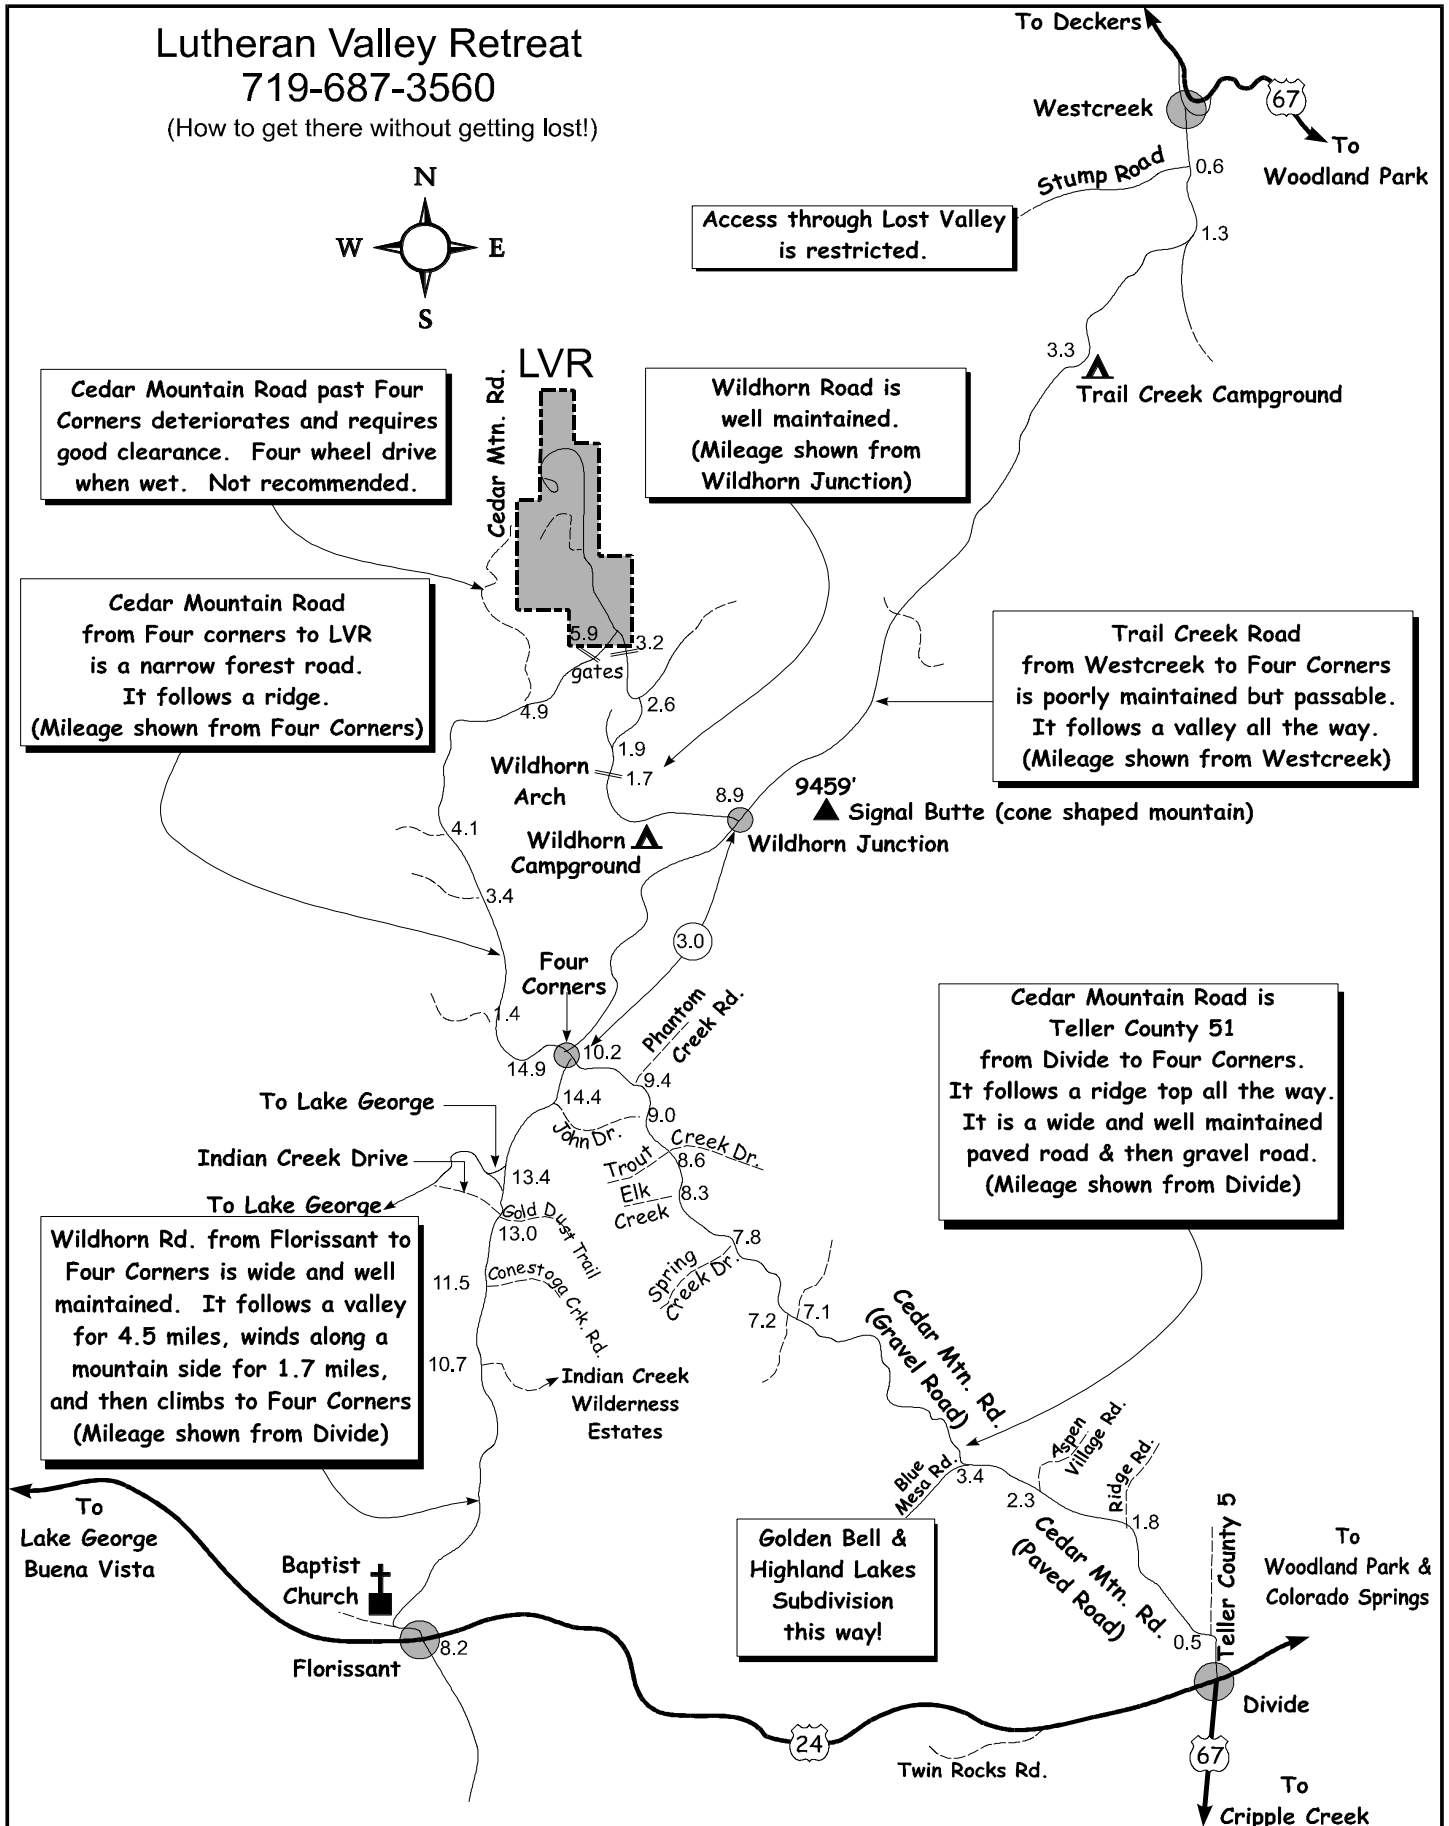 Lutheran Valley Retreat
719-687-3560
(How to get there without getting lost!)
N
W
E
S
To Deckers
Westcreek
67
To
Woodland Park
Stump Road
0.6
Access through Lost Valley
is restricted.
1.3
3.3
Trail Creek Campground
LVR
Cedar Mtn. Rd.
Cedar Mountain Road past Four
Corners deteriorates and requires
good clearance. Four wheel drive
when wet. Not recommended.
Wildhorn Road is
well maintained.
(Mileage shown from
Wildhorn Junction)
Cedar Mountain Road
from Four corners to LVR
is a narrow forest road.
It follows a ridge.
(Mileage shown from Four Corners)
Trail Creek Road
from Westcreek to Four Corners
is poorly maintained but passable.
It follows a valley all the way.
(Mileage shown from Westcreek)
5.9
3.2
gates
4.9
2.6
1.9
Wildhorn
Arch
1.7
8.9
9459'
Signal Butte (cone shaped mountain)
Wildhorn Junction
Wildhorn
Campground
4.1
3.4
3.0
Four
Corners
1.4
14.9
10.2
Phantom
Creek Rd.
9.4
Cedar Mountain Road is
Teller County 51
from Divide to Four Corners.
It follows a ridge top all the way.
It is a wide and well maintained
paved road & then gravel road.
(Mileage shown from Divide)
To Lake George
14.4
John Dr.
9.0
Trout
Creek Dr.
8.6
Indian Creek Drive
13.4
Elk
Creek
8.3
To Lake George
Gold Dust Trail
13.0
7.8
Spring
Creek Dr.
Wildhorn Rd. from Florissant to
Four Corners is wide and well
maintained. It follows a valley
for 4.5 miles, winds along a
mountain side for 1.7 miles,
and then climbs to Four Corners
(Mileage shown from Divide)
11.5
Conestoga Crk. Rd.
7.2
7.1
10.7
Indian Creek
Wilderness
Estates
Cedar Mtn. Rd.
(Gravel Road)
Blue
Mesa Rd.
3.4
Aspen
Village Rd.
2.3
Ridge Rd.
1.8
Cedar Mtn. Rd.
(Paved Road)
Teller County 5
0.5
Golden Bell &
Highland Lakes
Subdivision
this way!
To
Lake George
Buena Vista
Baptist
Church
8.2
Florissant
To
Woodland Park &
Colorado Springs
Divide
24
67
Twin Rocks Rd.
To
Cripple Creek